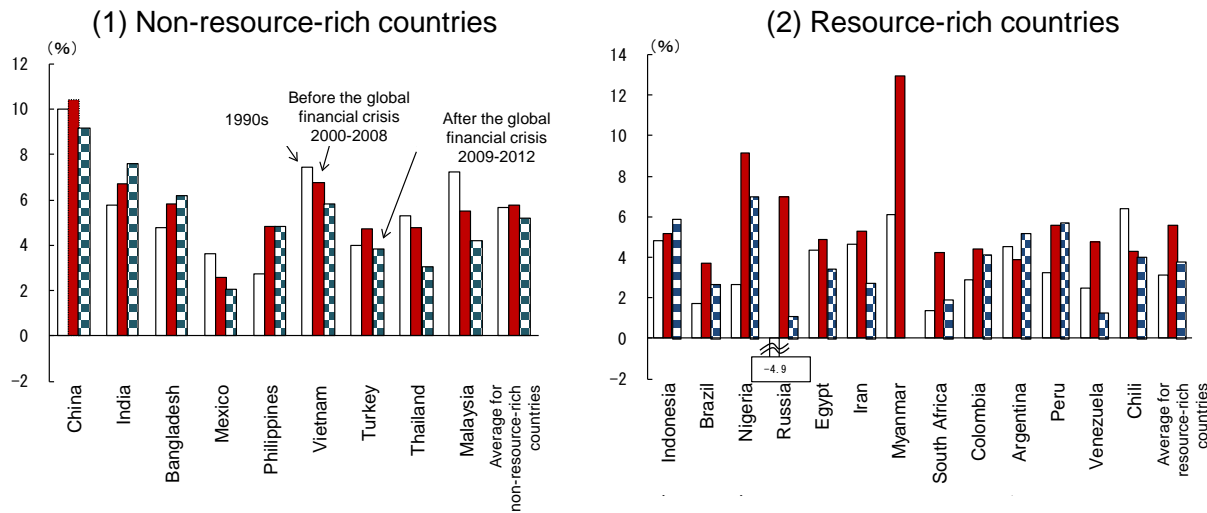 (1) Non-resource-rich countries
(%)
12
10
8
6
4
2
0
−2
1990s
Before the global
financial crisis
2000-2008
After the global
financial crisis
2009-2012
China
India
Bangladesh
Mexico
Philippines
Vietnam
Turkey
Thailand
Malaysia
Average for
non-resource-rich
countries
(2) Resource-rich countries
(%)
14
12
10
8
6
4
2
0
−2
−4.9
Indonesia
Brazil
Nigeria
Russia
Egypt
Iran
Myanmar
South Africa
Colombia
Argentina
Peru
Venezuela
Chili
Average for
resource-rich
countries